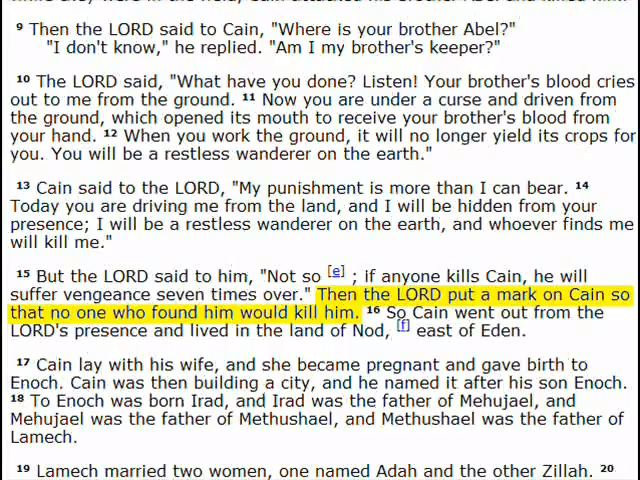 9 Then the LORD said to Cain, "Where is your brother Abel?"
"I don't know," he replied. "Am I my brother's keeper?"
10 The LORD said, "What have you done? Listen! Your brother's blood cries
out to me from the ground. 11 Now you are under a curse and driven from
the ground, which opened its mouth to receive your brother's blood from
your hand. 12 When you work the ground, it will no longer yield its crops for
you. You will be a restless wanderer on the earth."
13 Cain said to the LORD, "My punishment is more than I can bear. 14
Today you are driving me from the land, and I will be hidden from your
presence; I will be a restless wanderer on the earth, and whoever finds me
will kill me."
15 But the LORD said to him, "Not so [e] ; if anyone kills Cain, he will
suffer vengeance seven times over." Then the LORD put a mark on Cain so
that no one who found him would kill him. 16 So Cain went out from the
LORD's presence and lived in the land of Nod, [f] east of Eden.
17 Cain lay with his wife, and she became pregnant and gave birth to
Enoch. Cain was then building a city, and he named it after his son Enoch.
18 To Enoch was born Irad, and Irad was the father of Mehujael, and
Mehujael was the father of Methushael, and Methushael was the father of
Lamech.
19 Lamech married two women, one named Adah and the other Zillah. 20